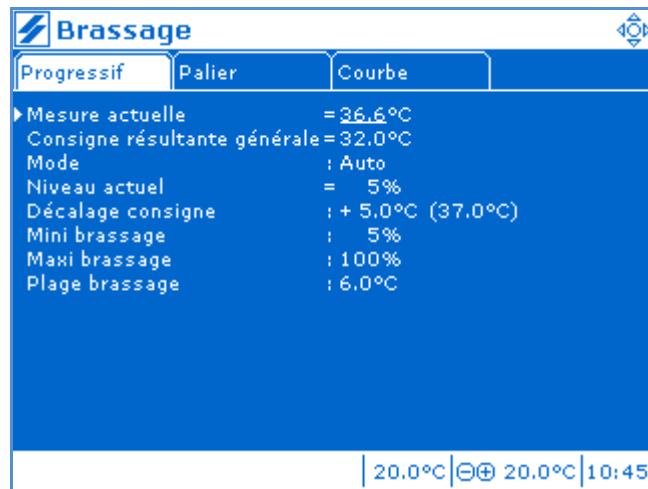 Brassage
Progressif Palier Courbe
Mesure actuelle =36.6°C
Consigne résultante générale=32.0°C
Mode : Auto
Niveau actuel = 5%
Décalage consigne :+ 5.0°C (37.0°C)
Mini brassage : 5%
Maxi brassage :100%
Plage brassage :6.0°C
20.0°C ⊖⊕ 20.0°C 10:45